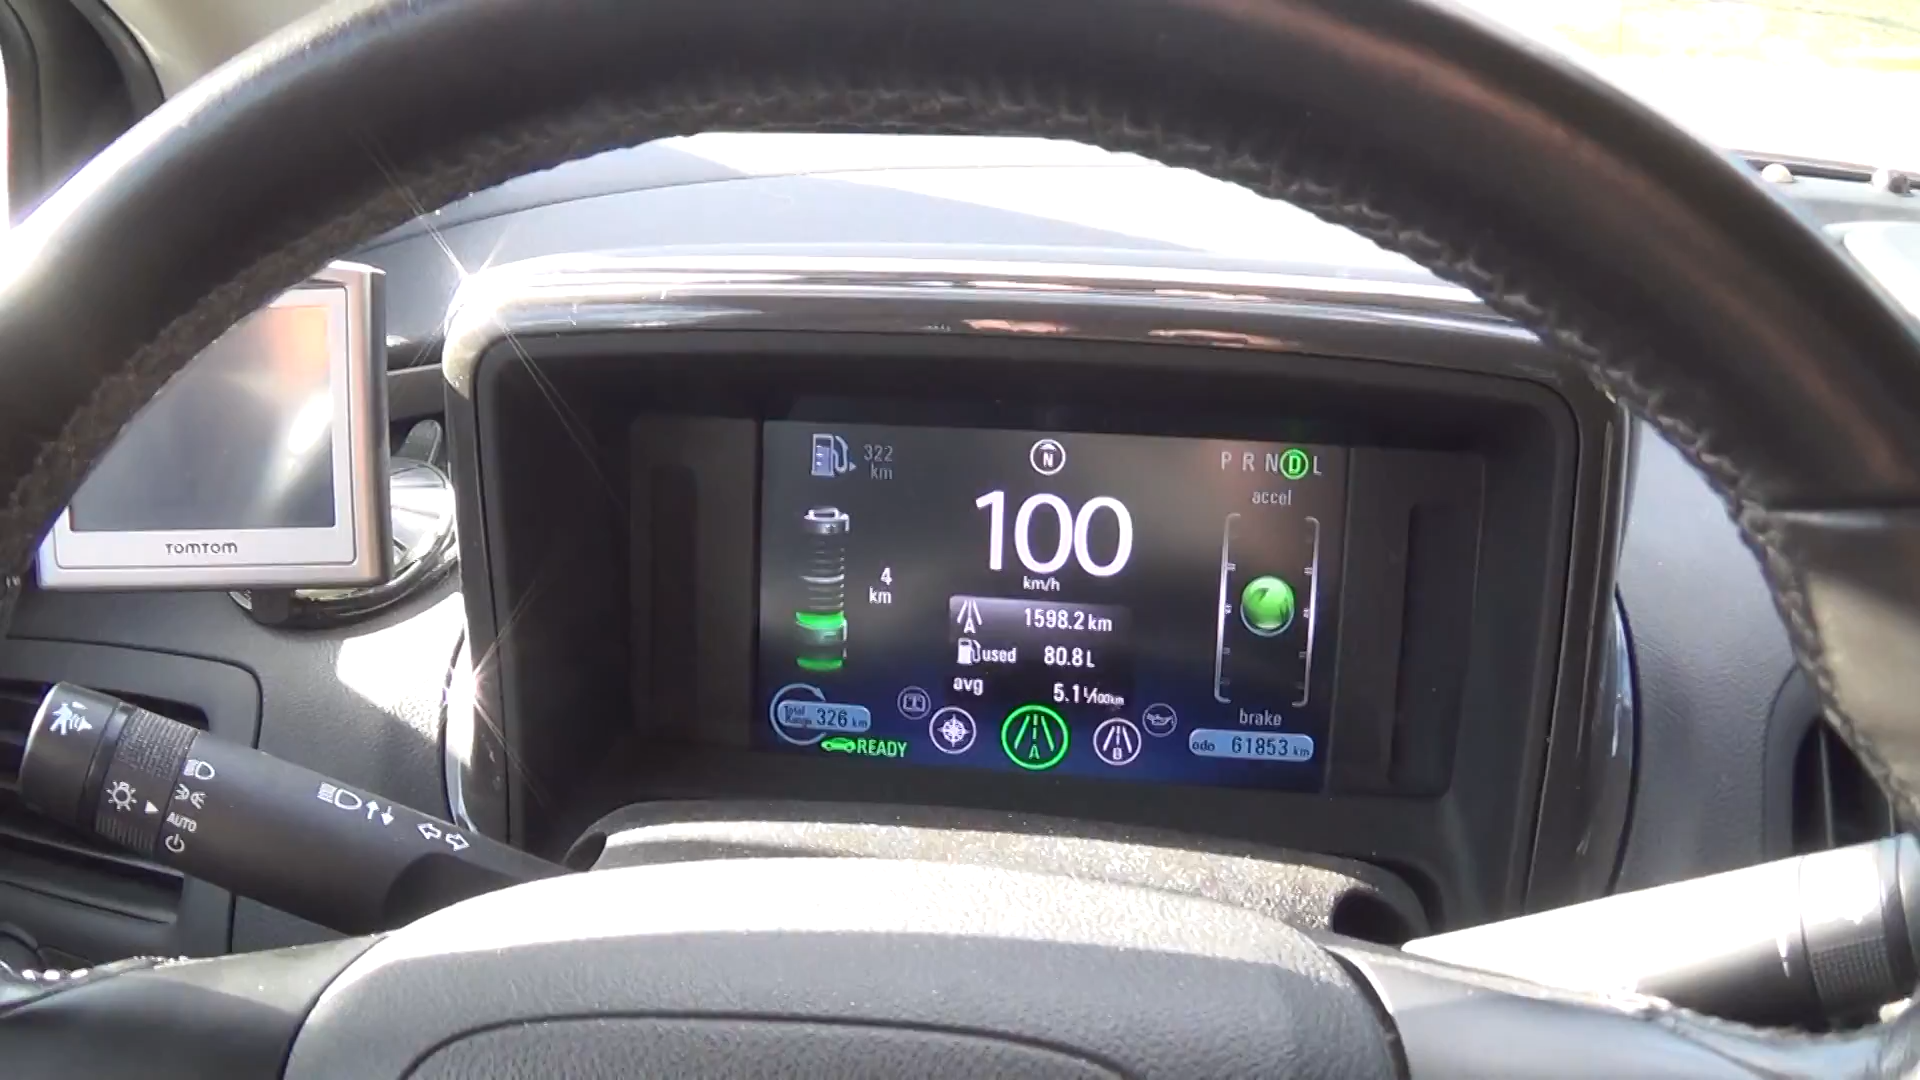 322
km
N
P R N D L
accel
100
km/h
4
km
A
1598.2 km
used 80.8 L
avg 5.1 l/100km
Total
Range 326 km
READY
A
B
brake
odo 61853 km
TOMTOM
AUTO